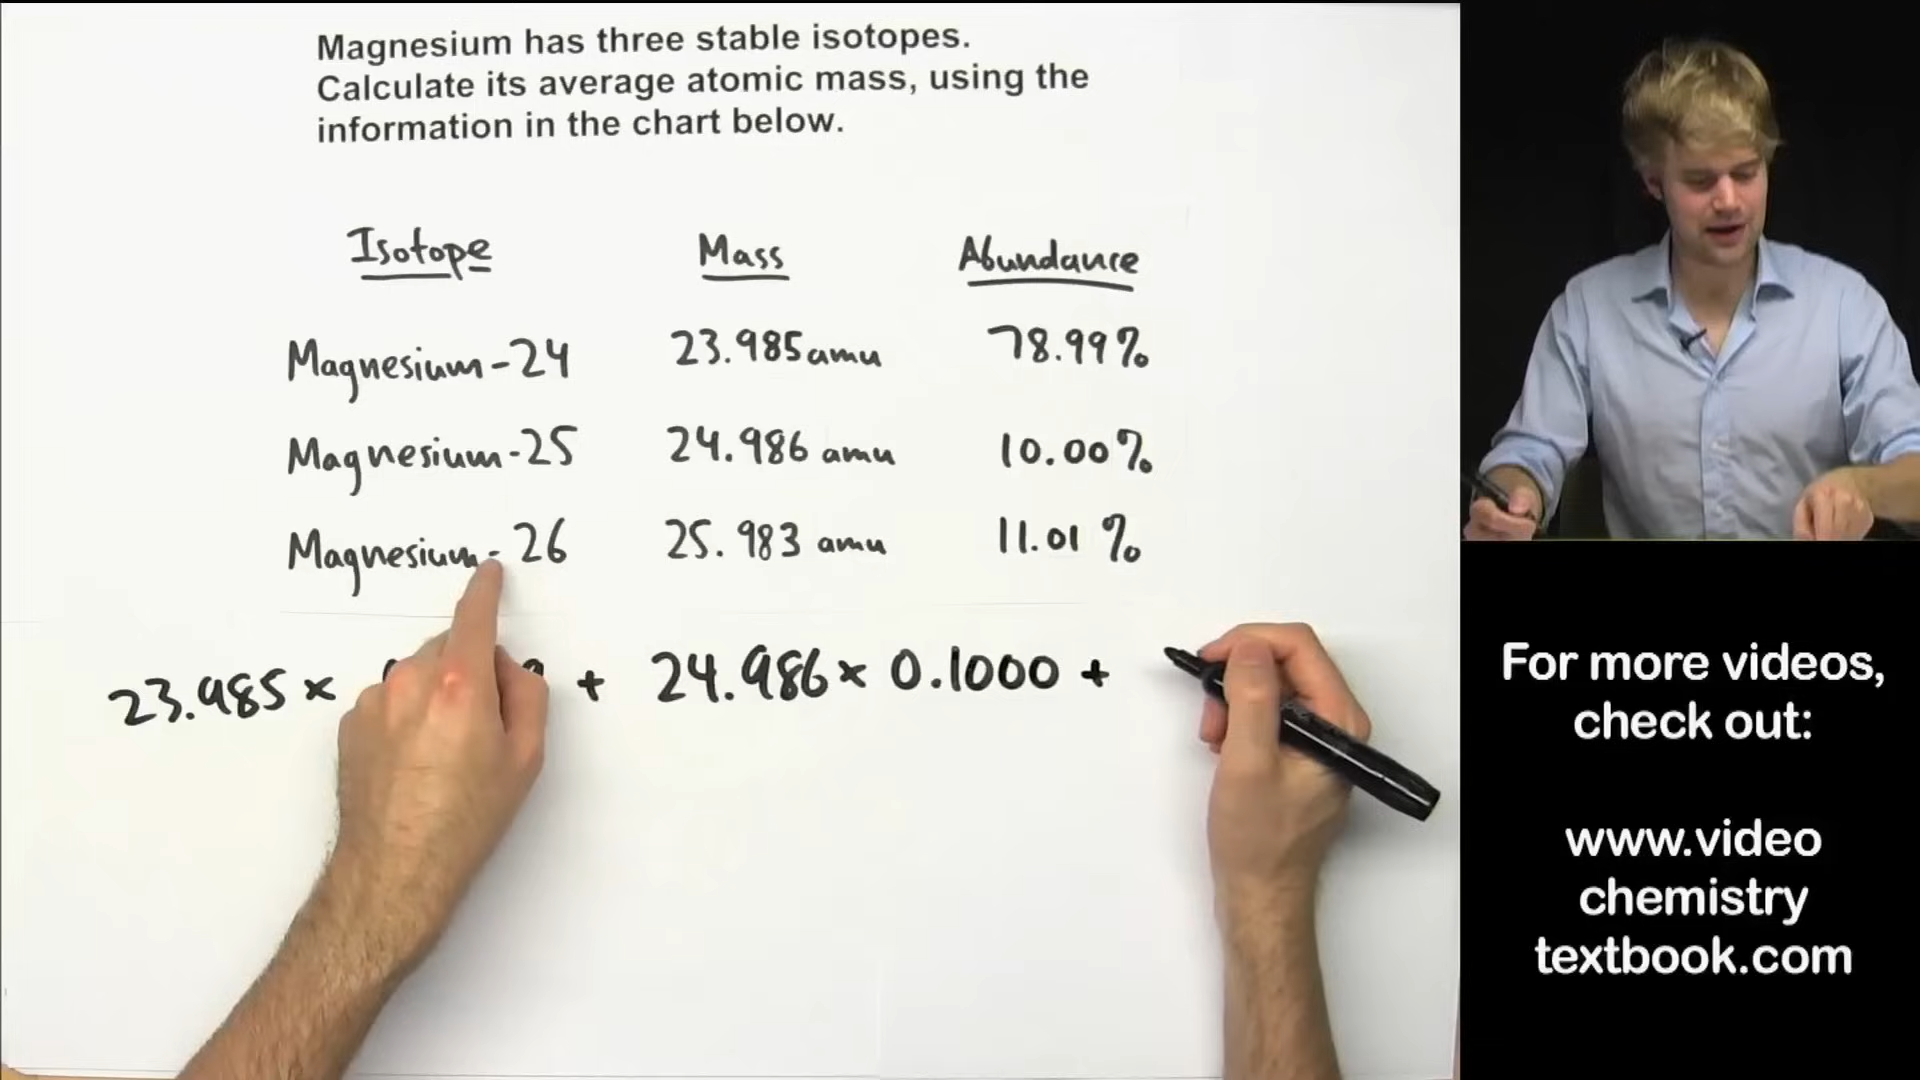 Magnesium has three stable isotopes.
Calculate its average atomic mass, using the
information in the chart below.
Isotope Mass Abundance
Magnesium-24 23.985amu 78.99%
Magnesium-25 24.986 amu 10.00%
Magnesium-26 25.983 amu 11.01%
23.985 × + 24.986 × 0.1000 +
For more videos,
check out:
www.video
chemistry
textbook.com